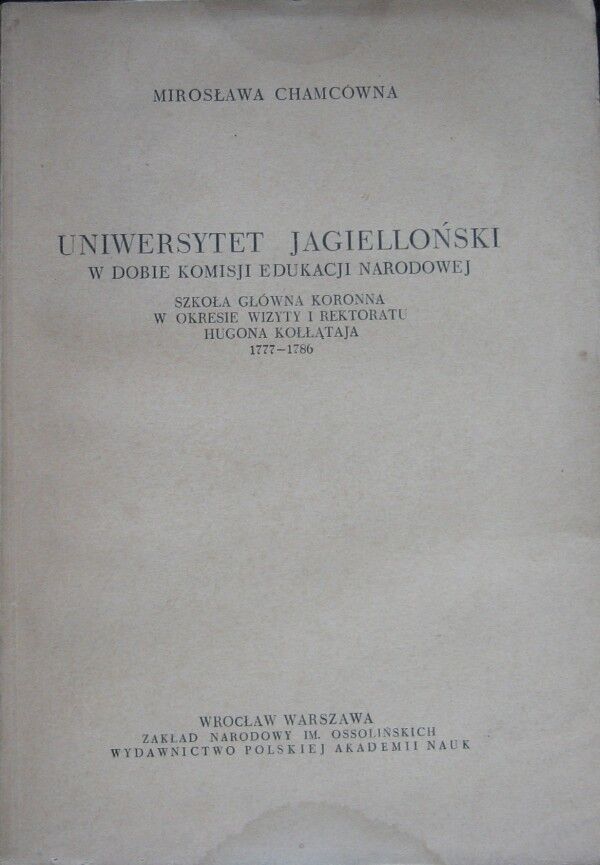 MIROSŁAWA CHAMCÓWNA
UNIWERSYTET JAGIELLOŃSKI
W DOBIE KOMISJI EDUKACJI NARODOWEJ
SZKOŁA GŁÓWNA KORONNA
W OKRESIE WIZYTY I REKTORATU
HUGONA KOŁŁĄTAJA
1777—1786
WROCŁAW WARSZAWA
ZAKŁAD NARODOWY IM. OSSOLIŃSKICH
WYDAWNICTWO POLSKIEJ AKADEMII NAUK